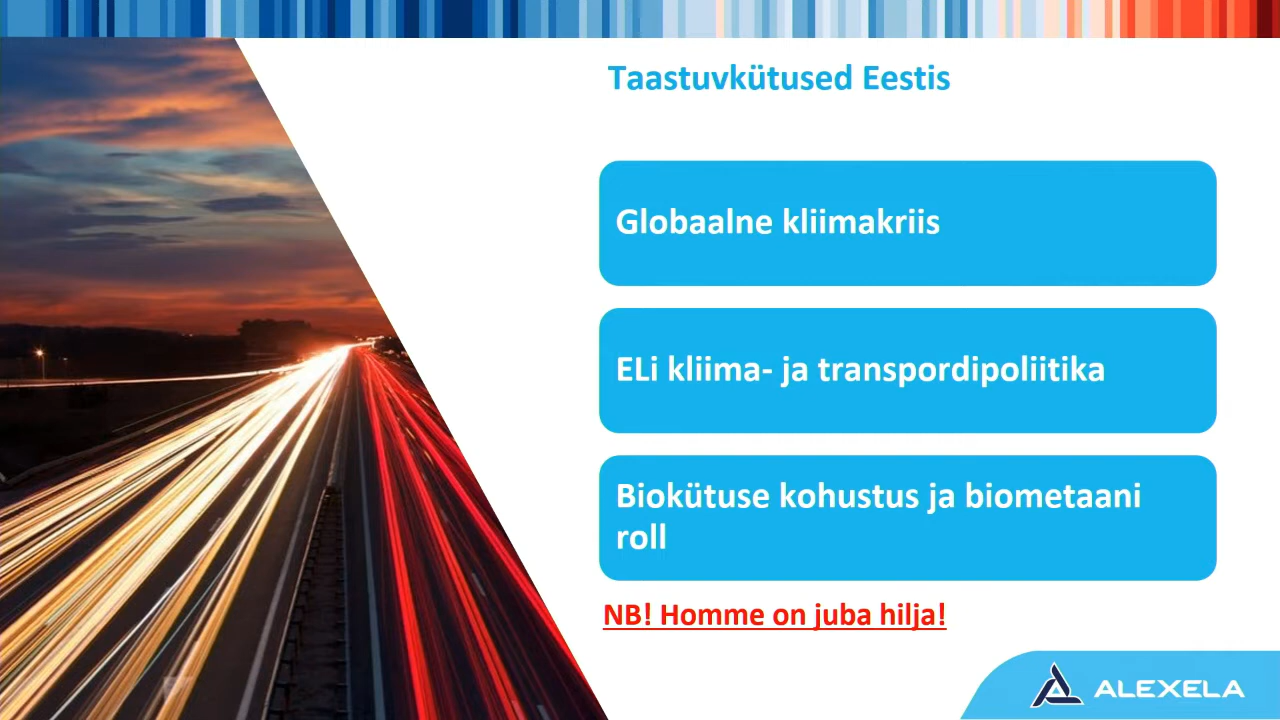 Taastuvkütused Eestis
Globaalne kliimakriis
ELi kliima- ja transpordipoliitika
Biokütuse kohustus ja biometaani
roll
NB! Homme on juba hilja!
ALEXELA